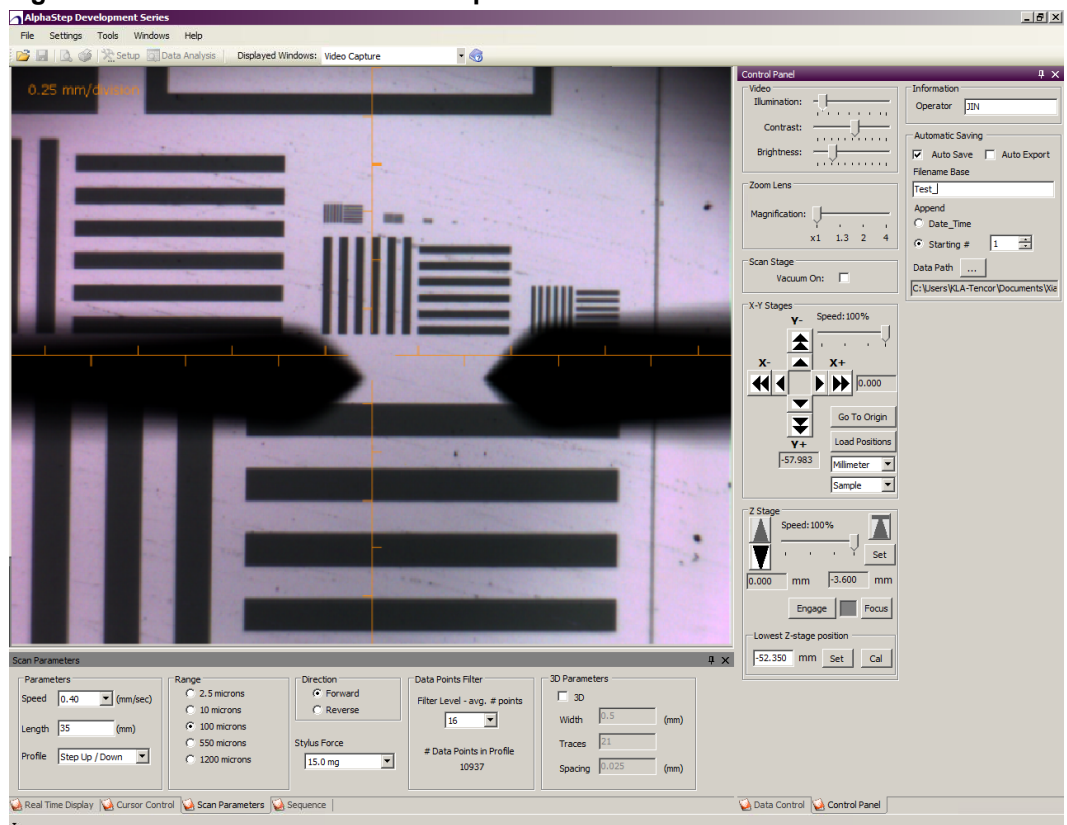 AlphaStep Development Series
File Settings Tools Windows Help
Setup Data Analysis Displayed Windows: Video Capture
0.25 mm/division
Control Panel
Video
Illumination:
Contrast:
Brightness:
Zoom Lens
Magnification:
x1 1.3 2 4
Scan Stage
Vacuum On:
X-Y Stages
Y- Speed:100%
X- X+
0.000
Go To Origin
Y+ Load Positions
-57.983 Millimeter
Sample
Z Stage
Speed:100%
Set
0.000 mm -3.600 mm
Engage Focus
Lowest Z-stage position
-52.350 mm Set Cal
Information
Operator JIN
Automatic Saving
Auto Save Auto Export
Filename Base
Test_
Append
Date_Time
Starting # 1
Data Path ...
C:\Users\KLA-Tencor\Documents\Xia
Scan Parameters
Parameters
Speed 0.40 (mm/sec)
Length 35 (mm)
Profile Step Up / Down
Range
2.5 microns
10 microns
100 microns
550 microns
1200 microns
Direction
Forward
Reverse
Stylus Force
15.0 mg
Data Points Filter
Filter Level - avg. # points
16
# Data Points in Profile
10937
3D Parameters
3D
Width 0.5 (mm)
Traces 21
Spacing 0.025 (mm)
Real Time Display Cursor Control Scan Parameters Sequence
Data Control Control Panel